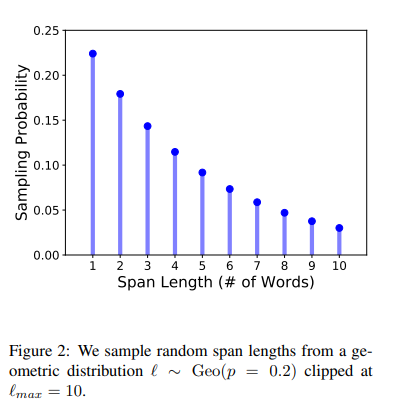 0.25
0.20
0.15
0.10
0.05
0.00
Sampling Probability
1 2 3 4 5 6 7 8 9 10
Span Length (# of Words)
Figure 2: We sample random span lengths from a ge-
ometric distribution ℓ ∼ Geo(p = 0.2) clipped at
ℓmax = 10.